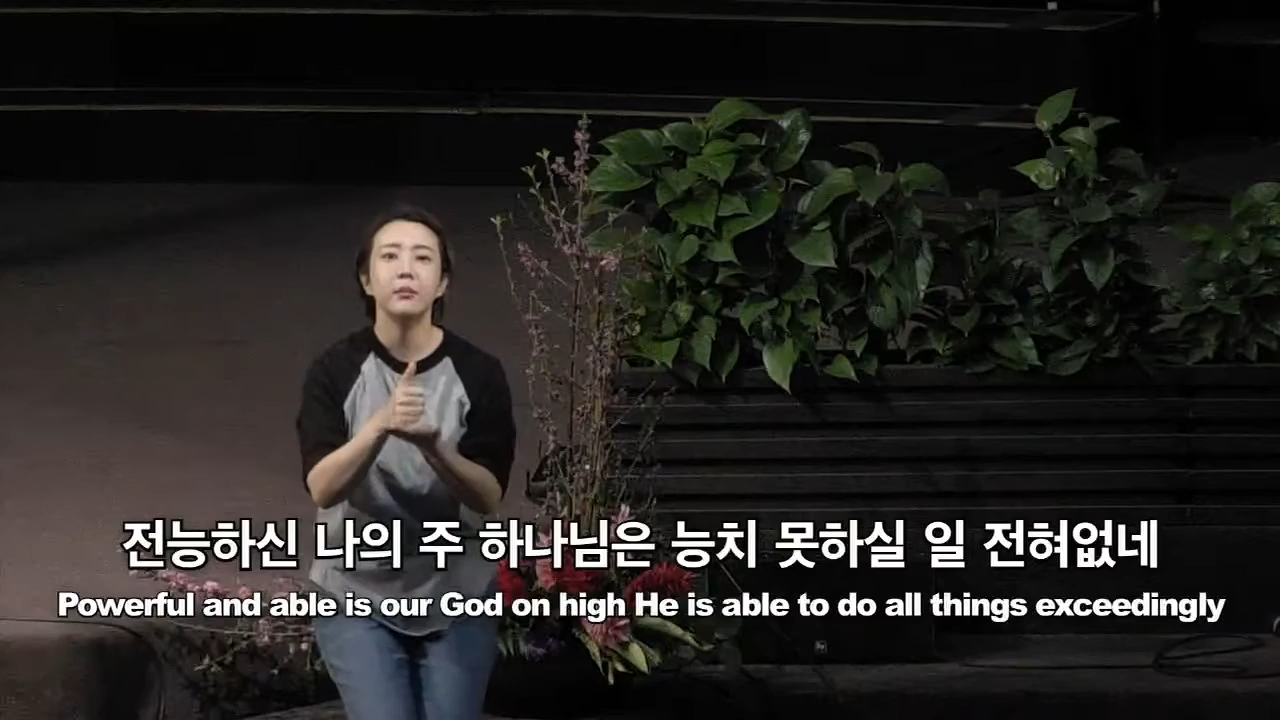 전능하신 나의 주 하나님은 능치 못하실 일 전혀없네
Powerful and able is our God on high He is able to do all things exceedingly